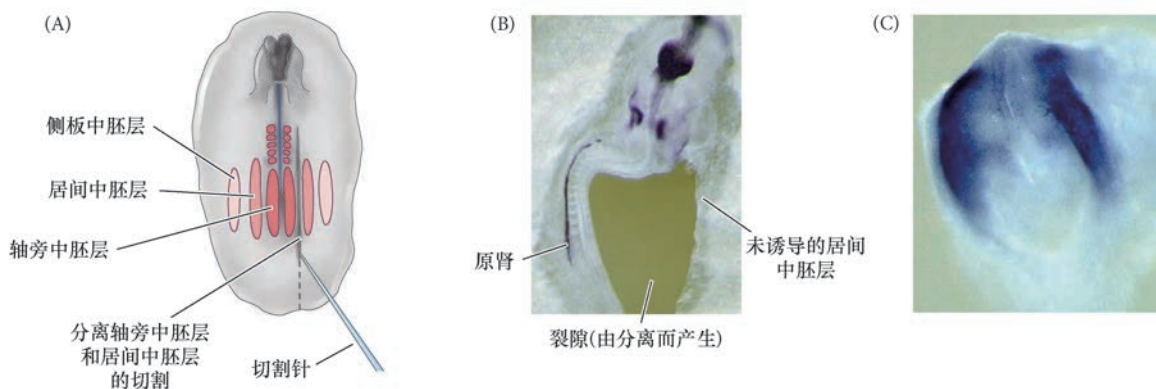 (A)
侧板中胚层
居间中胚层
轴旁中胚层
分离轴旁中胚层
和居间中胚层
的切割
切割针
(B)
原肾
未诱导的居间
中胚层
裂隙(由分离而产生)
(C)